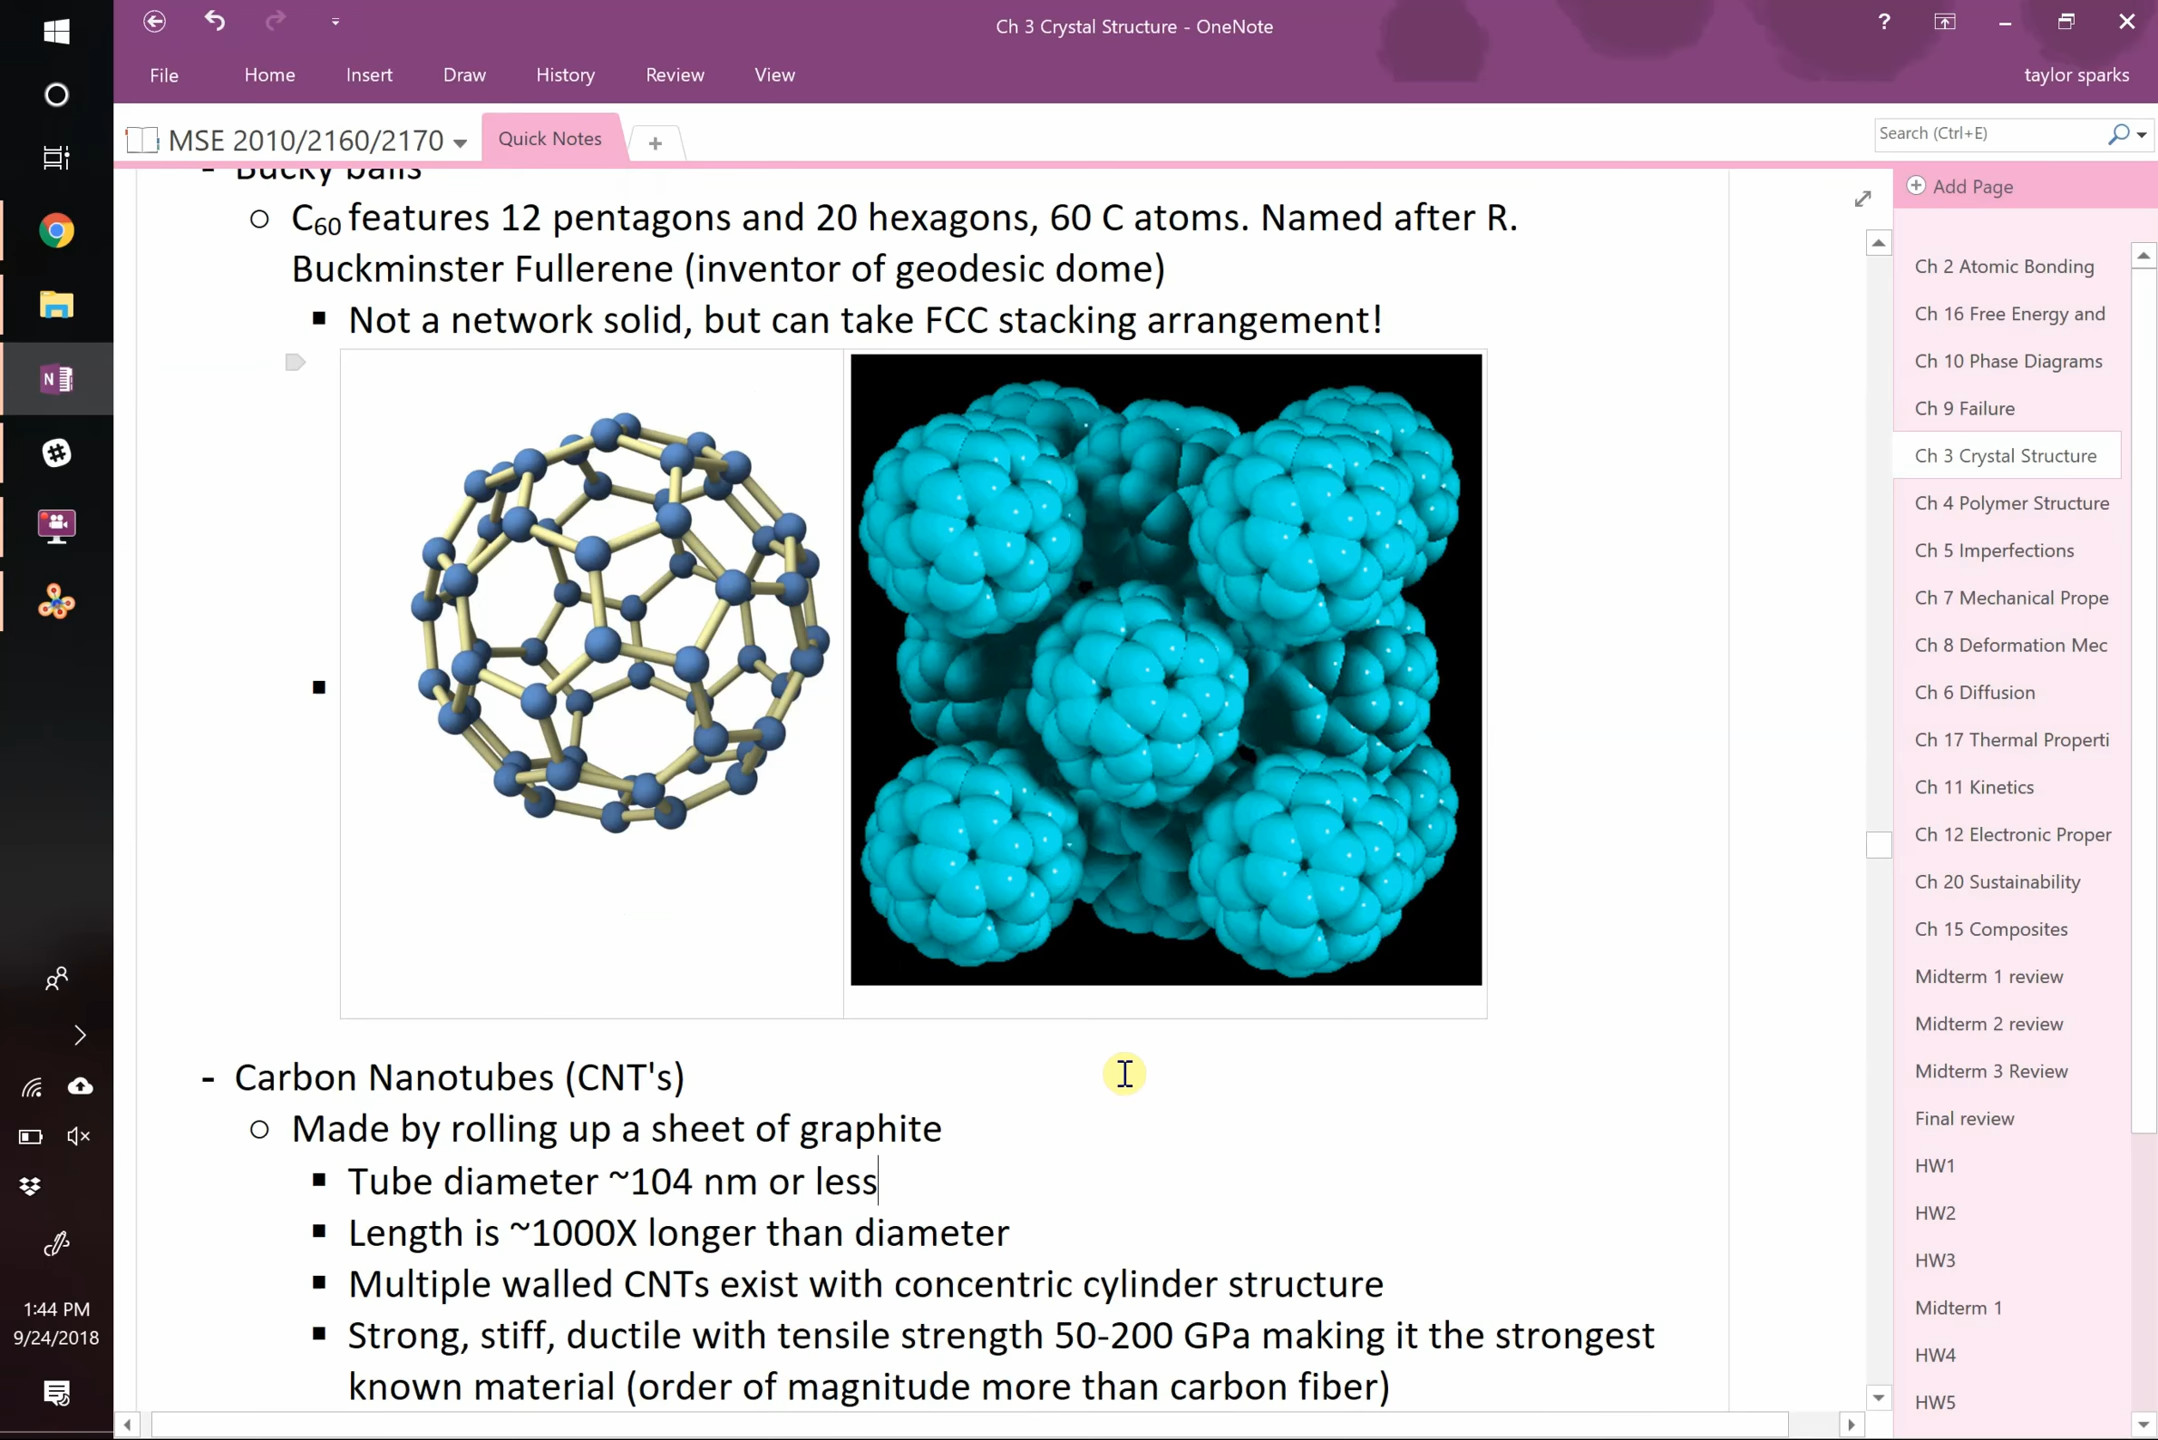 Ch 3 Crystal Structure - OneNote
?
File Home Insert Draw History Review View
taylor sparks
MSE 2010/2160/2170
Quick Notes
+
Search (Ctrl+E)
- Bucky balls
○ C60 features 12 pentagons and 20 hexagons, 60 C atoms. Named after R.
Buckminster Fullerene (inventor of geodesic dome)
▪ Not a network solid, but can take FCC stacking arrangement!
▪
- Carbon Nanotubes (CNT's)
○ Made by rolling up a sheet of graphite
▪ Tube diameter ~104 nm or less
▪ Length is ~1000X longer than diameter
▪ Multiple walled CNTs exist with concentric cylinder structure
▪ Strong, stiff, ductile with tensile strength 50-200 GPa making it the strongest
known material (order of magnitude more than carbon fiber)
Add Page
Ch 2 Atomic Bonding
Ch 16 Free Energy and
Ch 10 Phase Diagrams
Ch 9 Failure
Ch 3 Crystal Structure
Ch 4 Polymer Structure
Ch 5 Imperfections
Ch 7 Mechanical Prope
Ch 8 Deformation Mec
Ch 6 Diffusion
Ch 17 Thermal Properti
Ch 11 Kinetics
Ch 12 Electronic Proper
Ch 20 Sustainability
Ch 15 Composites
Midterm 1 review
Midterm 2 review
Midterm 3 Review
Final review
HW1
HW2
HW3
Midterm 1
HW4
HW5
N
1:44 PM
9/24/2018